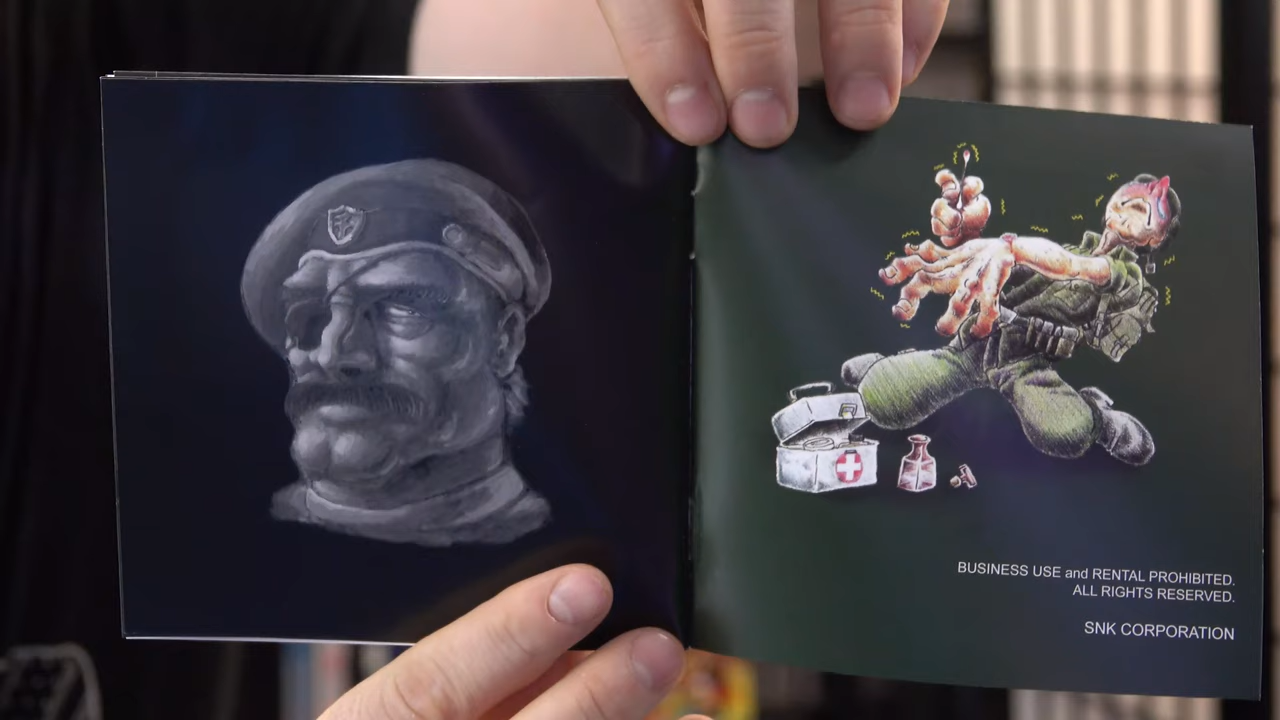 BUSINESS USE and RENTAL PROHIBITED.
ALL RIGHTS RESERVED.
SNK CORPORATION